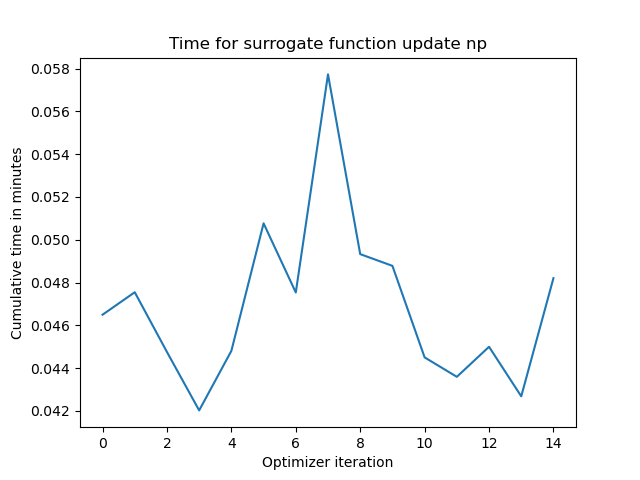 Time for surrogate function update np
0.058
0.056
0.054
0.052
0.050
0.048
0.046
0.044
0.042
Cumulative time in minutes
0 2 4 6 8 10 12 14
Optimizer iteration